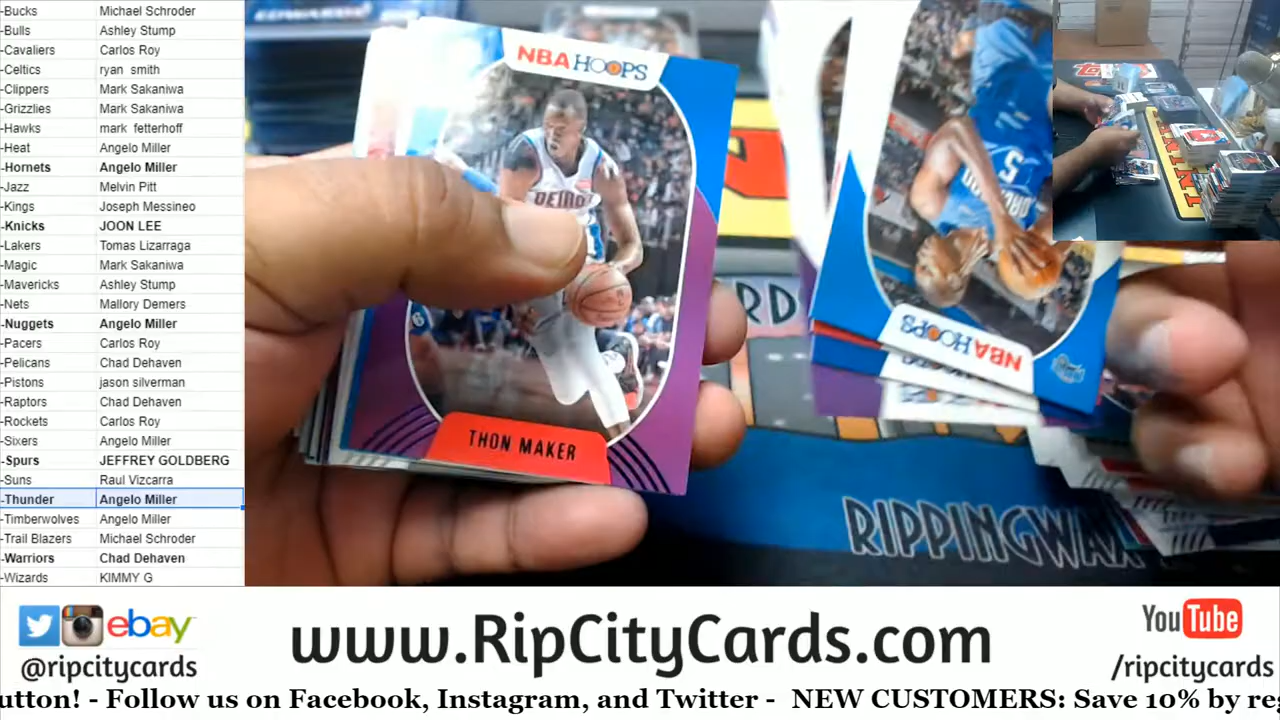 -Bucks Michael Schroder
-Bulls Ashley Stump
-Cavaliers Carlos Roy
-Celtics ryan smith
-Clippers Mark Sakaniwa
-Grizzlies Mark Sakaniwa
-Hawks mark fetterhoff
-Heat Angelo Miller
-Hornets Angelo Miller
-Jazz Melvin Pitt
-Kings Joseph Messineo
-Knicks JOON LEE
-Lakers Tomas Lizarraga
-Magic Mark Sakaniwa
-Mavericks Ashley Stump
-Nets Mallory Demers
-Nuggets Angelo Miller
-Pacers Carlos Roy
-Pelicans Chad Dehaven
-Pistons jason silverman
-Raptors Chad Dehaven
-Rockets Carlos Roy
-Sixers Angelo Miller
-Spurs JEFFREY GOLDBERG
-Suns Raul Vizcarra
-Thunder Angelo Miller
-Timberwolves Angelo Miller
-Trail Blazers Michael Schroder
-Warriors Chad Dehaven
-Wizards KIMMY G
NBA HOOPS
DETROIT
THON MAKER
5
NBA HOOPS
RIPPINGWAX
PANINI
ebay
@ripcitycards
www.RipCityCards.com
YouTube
/ripcitycards
utton! - Follow us on Facebook, Instagram, and Twitter - NEW CUSTOMERS: Save 10% by reg